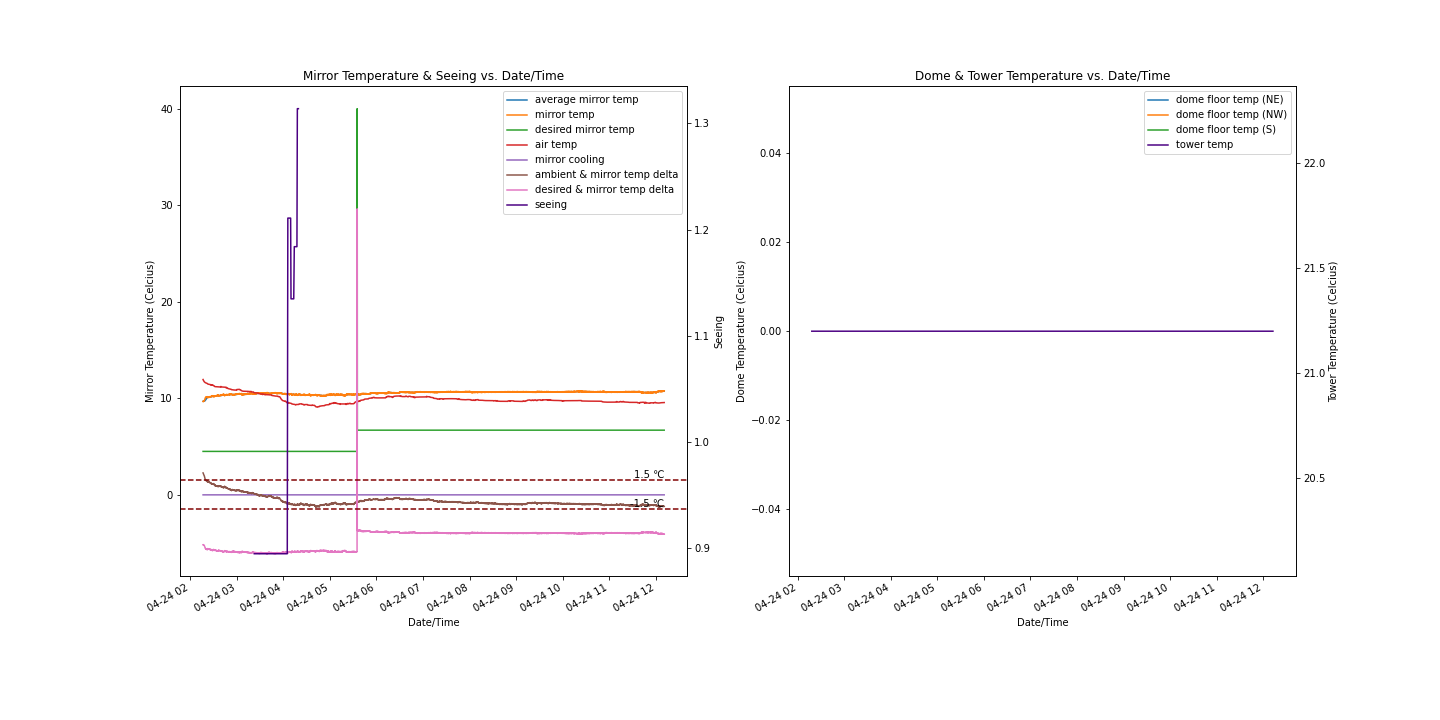 Mirror Temperature & Seeing vs. Date/Time
Mirror Temperature (Celcius)
40
30
20
10
0
average mirror temp
mirror temp
desired mirror temp
air temp
mirror cooling
ambient & mirror temp delta
desired & mirror temp delta
seeing
1.5 °C
-1.5 °C
1.3
1.2
1.1
1.0
0.9
Seeing
04-24 02
04-24 03
04-24 04
04-24 05
04-24 06
04-24 07
04-24 08
04-24 09
04-24 10
04-24 11
04-24 12
Date/Time
Dome & Tower Temperature vs. Date/Time
Dome Temperature (Celcius)
0.04
0.02
0.00
−0.02
−0.04
dome floor temp (NE)
dome floor temp (NW)
dome floor temp (S)
tower temp
22.0
21.5
21.0
20.5
Tower Temperature (Celcius)
04-24 02
04-24 03
04-24 04
04-24 05
04-24 06
04-24 07
04-24 08
04-24 09
04-24 10
04-24 11
04-24 12
Date/Time